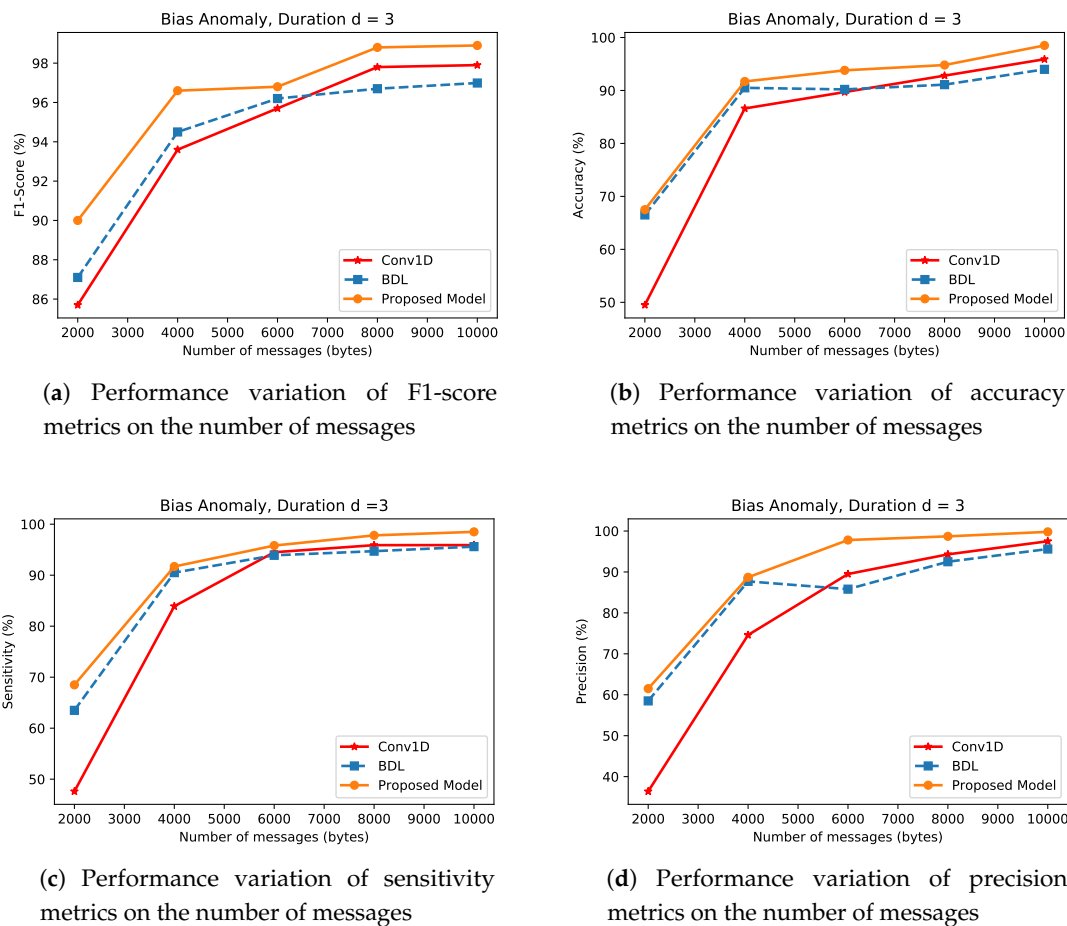 Bias Anomaly, Duration d = 3
F1-Score (%)
98
96
94
92
90
88
86
Conv1D
BDL
Proposed Model
2000 3000 4000 5000 6000 7000 8000 9000 10000
Number of messages (bytes)
(a) Performance variation of F1-score
metrics on the number of messages
Bias Anomaly, Duration d = 3
Accuracy (%)
100
90
80
70
60
50
Conv1D
BDL
Proposed Model
2000 3000 4000 5000 6000 7000 8000 9000 10000
Number of messages (bytes)
(b) Performance variation of accuracy
metrics on the number of messages
Bias Anomaly, Duration d =3
Sensitivity (%)
100
90
80
70
60
50
Conv1D
BDL
Proposed Model
2000 3000 4000 5000 6000 7000 8000 9000 10000
Number of messages (bytes)
(c) Performance variation of sensitivity
metrics on the number of messages
Bias Anomaly, Duration d = 3
Precision (%)
100
90
80
70
60
50
40
Conv1D
BDL
Proposed Model
2000 3000 4000 5000 6000 7000 8000 9000 10000
Number of messages (bytes)
(d) Performance variation of precision
metrics on the number of messages